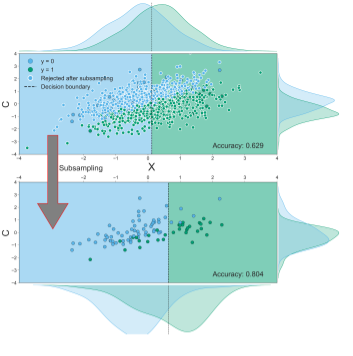 C
4
3
2
1
0
−1
−2
−3
−4
y = 0
y = 1
Rejected after subsampling
Decision boundary
Accuracy: 0.629
−4 −2 −1 0 1 2 3 4
Subsampling
X
C
4
3
2
1
0
−1
−2
−3
−4
Accuracy: 0.804
−4 −3 −2 −1 0 1 2 3 4